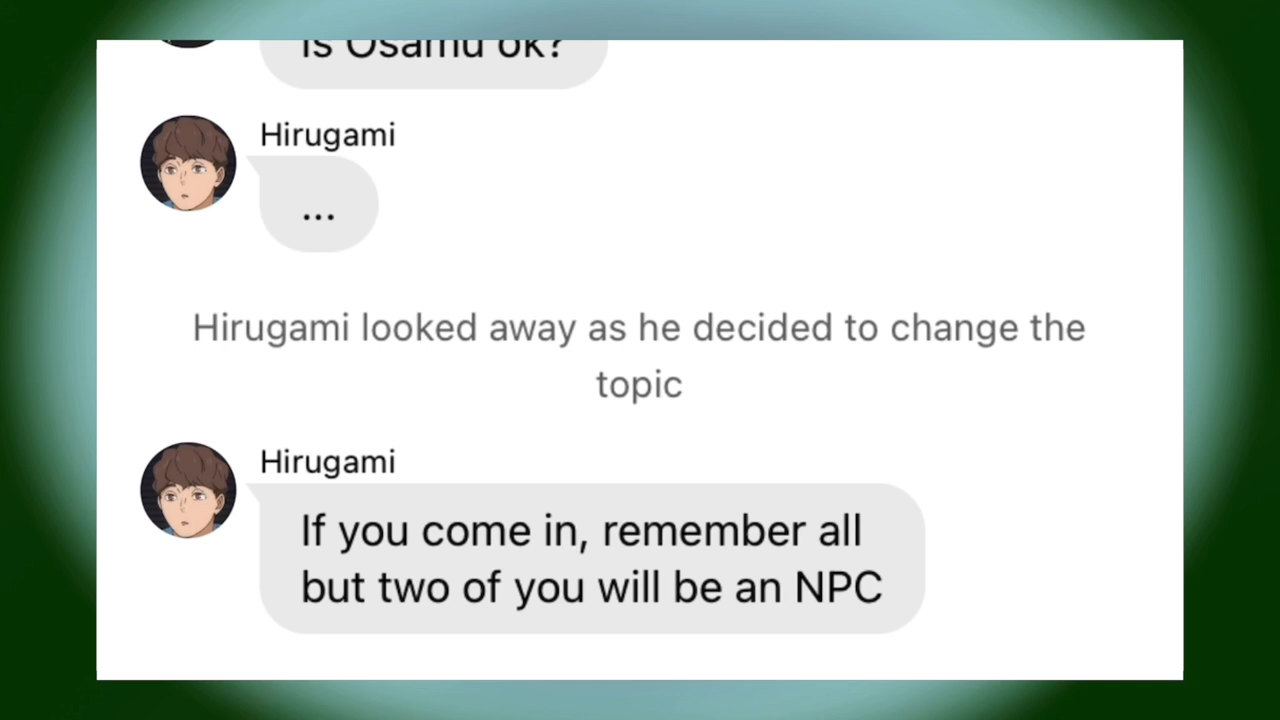 is Osamu ok?
Hirugami
...
Hirugami looked away as he decided to change the
topic
Hirugami
If you come in, remember all
but two of you will be an NPC